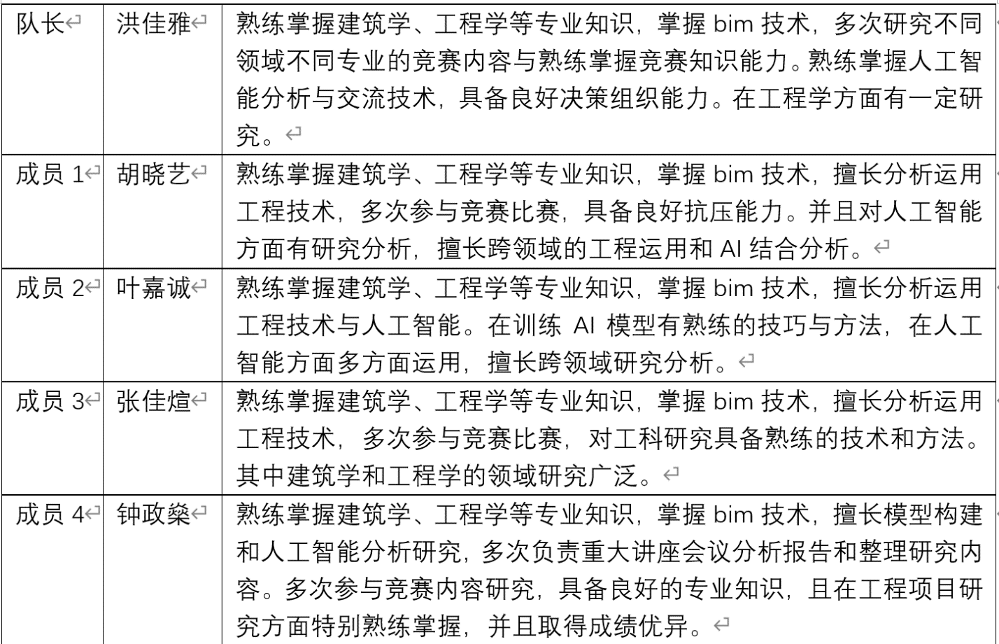 队长 洪佳雅 熟练掌握建筑学、工程学等专业知识，掌握 bim 技术，多次研究不同
领域不同专业的竞赛内容与熟练掌握竞赛知识能力。熟练掌握人工智
能分析与交流技术，具备良好决策组织能力。在工程学方面有一定研
究。
成员 1 胡晓艺 熟练掌握建筑学、工程学等专业知识，掌握 bim 技术，擅长分析运用
工程技术，多次参与竞赛比赛，具备良好抗压能力。并且对人工智能
方面有研究分析，擅长跨领域的工程运用和 AI 结合分析。
成员 2 叶嘉诚 熟练掌握建筑学、工程学等专业知识，掌握 bim 技术，擅长分析运用
工程技术与人工智能。在训练 AI 模型有熟练的技巧与方法，在人工
智能方面多方面运用，擅长跨领域研究分析。
成员 3 张佳煊 熟练掌握建筑学、工程学等专业知识，掌握 bim 技术，擅长分析运用
工程技术，多次参与竞赛比赛，对工科研究具备熟练的技术和方法。
其中建筑学和工程学的领域研究广泛。
成员 4 钟政燊 熟练掌握建筑学、工程学等专业知识，掌握 bim 技术，擅长模型构建
和人工智能分析研究，多次负责重大讲座会议分析报告和整理研究内
容。多次参与竞赛内容研究，具备良好的专业知识，且在工程项目研
究方面特别熟练掌握，并且取得成绩优异。